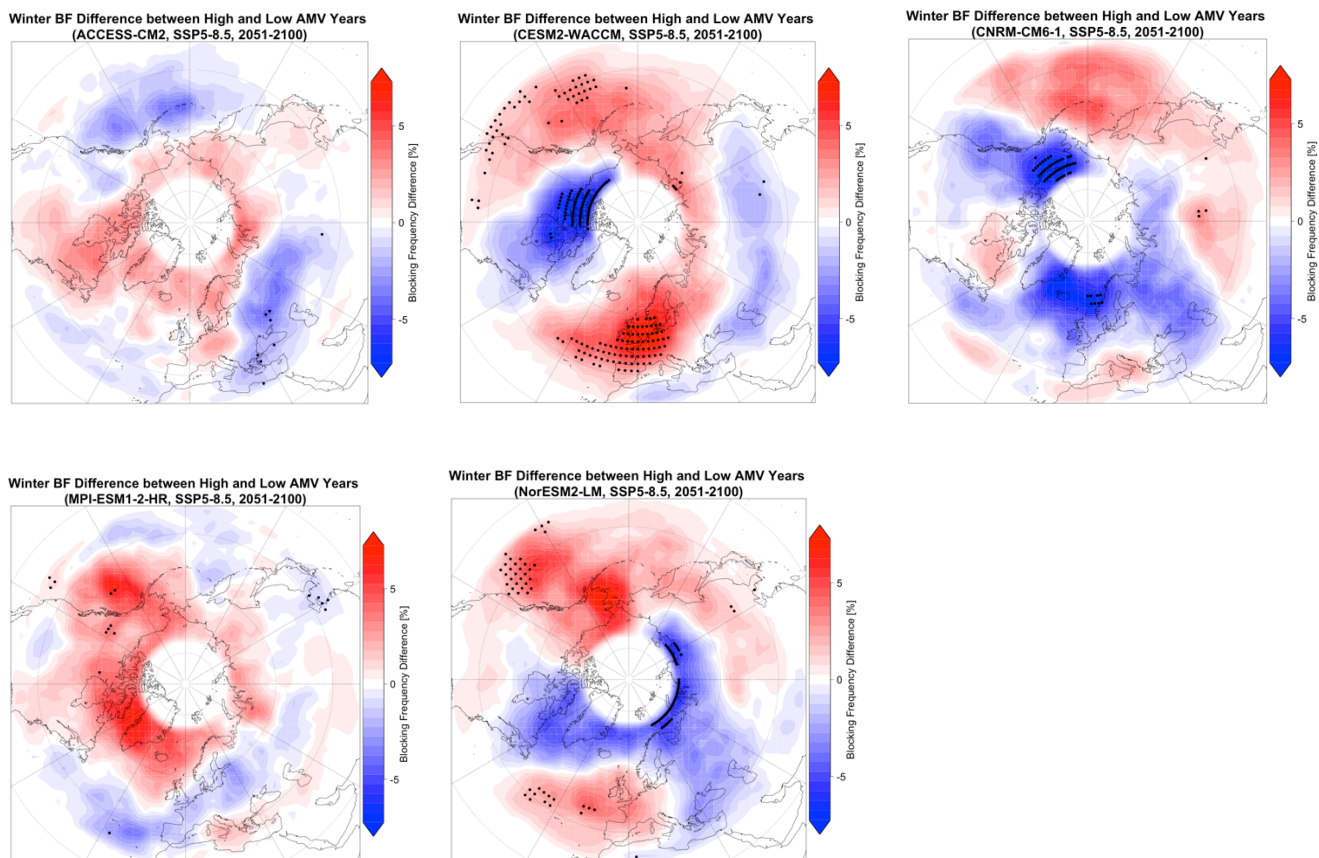 Winter BF Difference between High and Low AMV Years
(ACCESS-CM2, SSP5-8.5, 2051-2100)
5
0
-5
Blocking Frequency Difference [%]
Winter BF Difference between High and Low AMV Years
(CESM2-WACCM, SSP5-8.5, 2051-2100)
5
0
-5
Blocking Frequency Difference [%]
Winter BF Difference between High and Low AMV Years
(CNRM-CM6-1, SSP5-8.5, 2051-2100)
5
0
-5
Blocking Frequency Difference [%]
Winter BF Difference between High and Low AMV Years
(MPI-ESM1-2-HR, SSP5-8.5, 2051-2100)
5
0
-5
Blocking Frequency Difference [%]
Winter BF Difference between High and Low AMV Years
(NorESM2-LM, SSP5-8.5, 2051-2100)
5
0
-5
Blocking Frequency Difference [%]